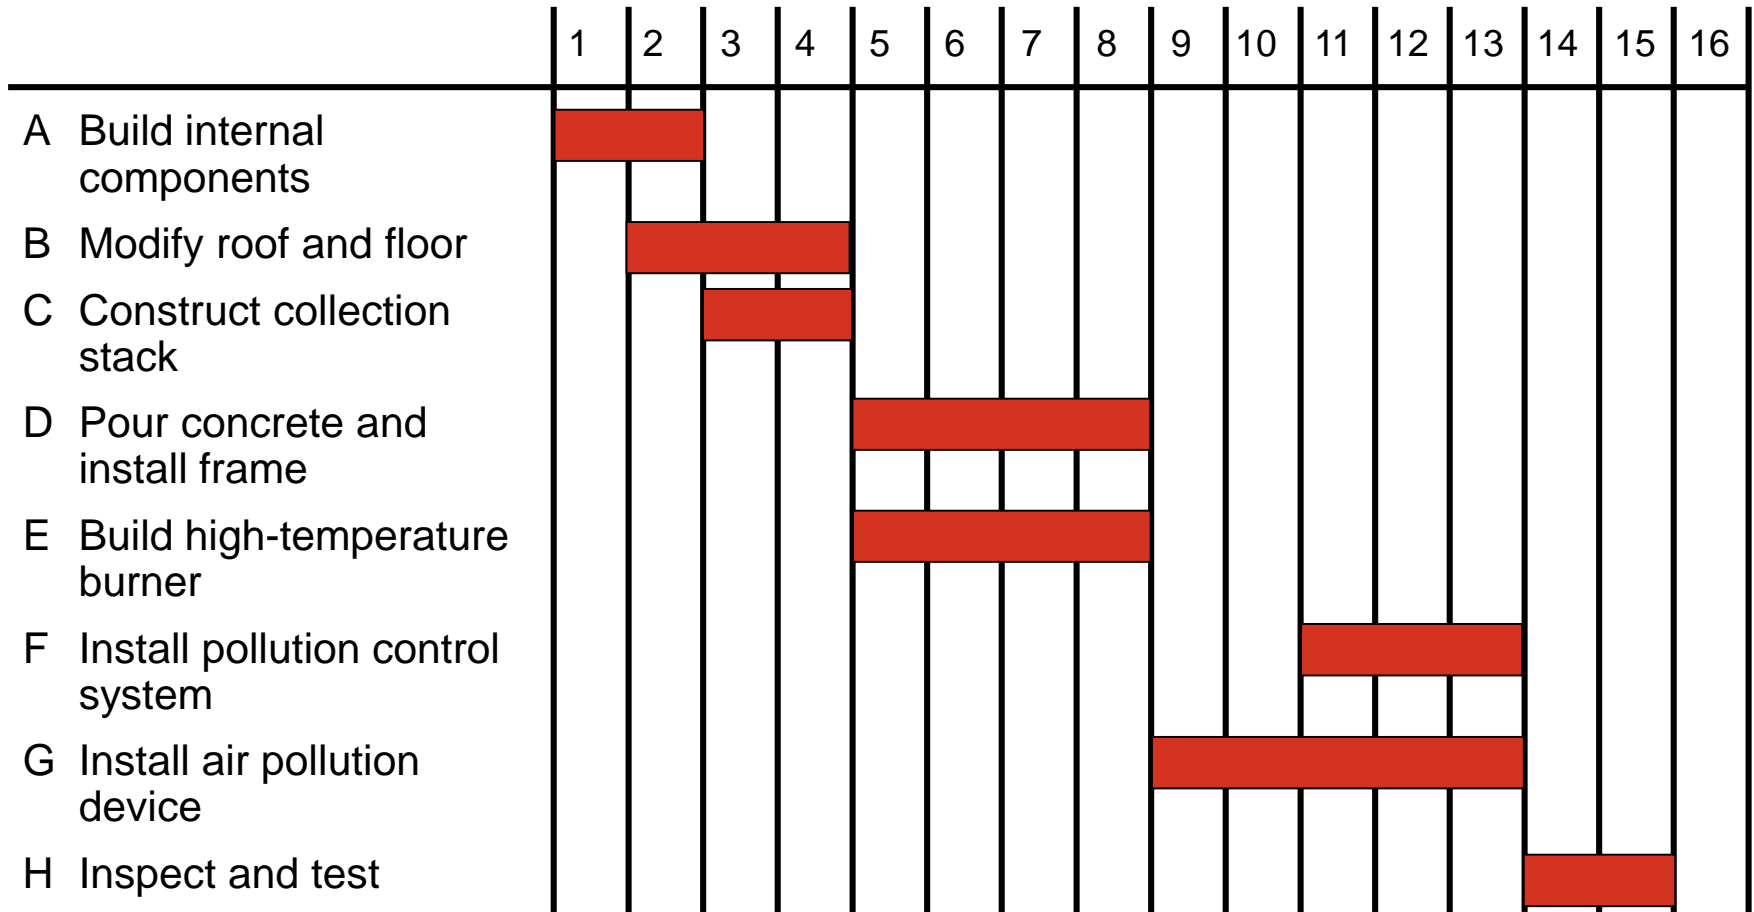 1 2 3 4 5 6 7 8 9 10 11 12 13 14 15 16
A Build internal
components
B Modify roof and floor
C Construct collection
stack
D Pour concrete and
install frame
E Build high-temperature
burner
F Install pollution control
system
G Install air pollution
device
H Inspect and test